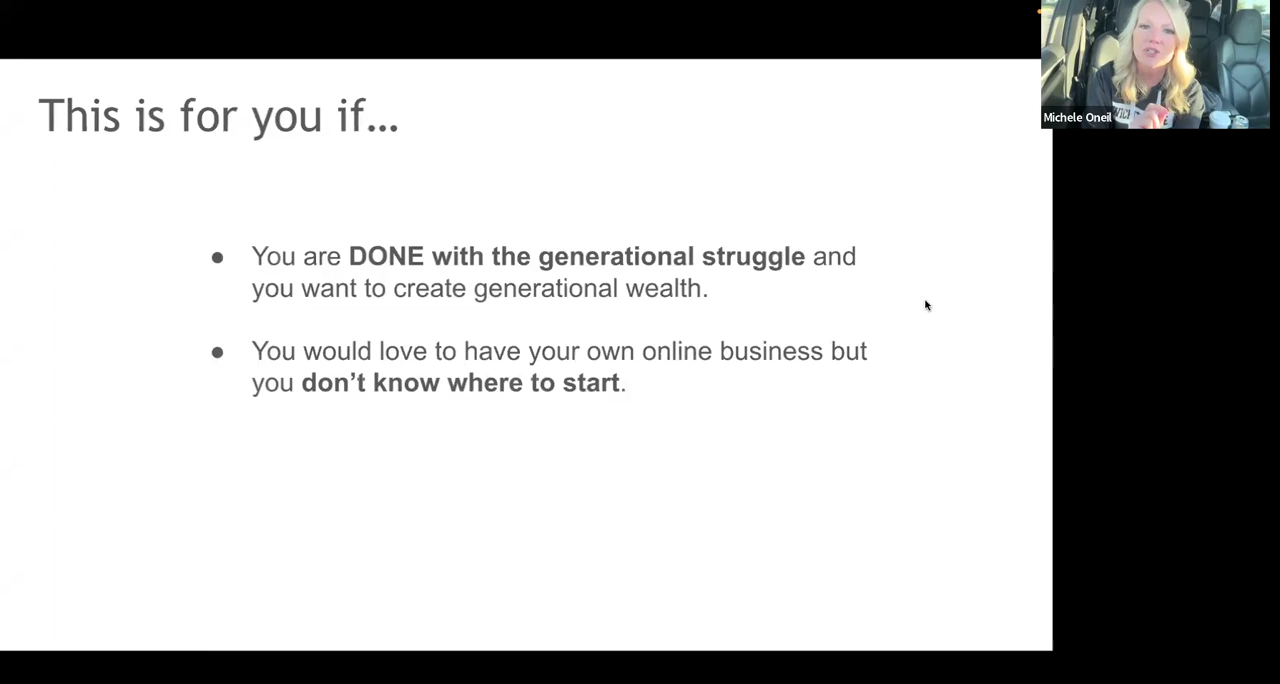 This is for you if...
● You are DONE with the generational struggle and
you want to create generational wealth.
● You would love to have your own online business but
you don’t know where to start.
Michele Oneil